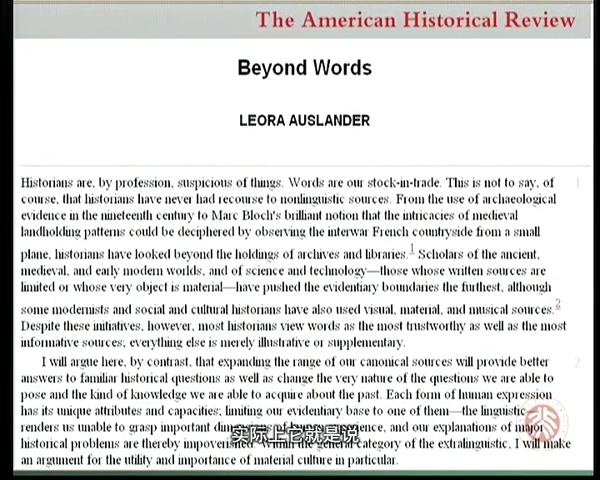 The American Historical Review
Beyond Words
LEORA AUSLANDER
Historians are, by profession, suspicious of things. Words are our stock-in-trade. This is not to say, of 1
course, that historians have never had recourse to nonlinguistic sources. From the use of archaeological
evidence in the nineteenth century to Marc Bloch's brilliant notion that the intricacies of medieval
landholding patterns could be deciphered by observing the interwar French countryside from a small
plane, historians have looked beyond the holdings of archives and libraries.1 Scholars of the ancient,
medieval, and early modern worlds, and of science and technology—those whose written sources are
limited or whose very object is material—have pushed the evidentiary boundaries the furthest, although
some modernists and social and cultural historians have also used visual, material, and musical sources.2
Despite these initiatives, however, most historians view words as the most trustworthy as well as the most
informative sources; everything else is merely illustrative or supplementary.
I will argue here, by contrast, that expanding the range of our canonical sources will provide better 2
answers to familiar historical questions as well as change the very nature of the questions we are able to
pose and the kind of knowledge we are able to acquire about the past. Each form of human expression
has its unique attributes and capacities; limiting our evidentiary base to one of them—the linguistic
renders us unable to grasp important, and our explanations of major
historical problems are thereby category of the extralinguistic, I will make
实际上它就是说
an argument for the utility and importance of material culture in particular.